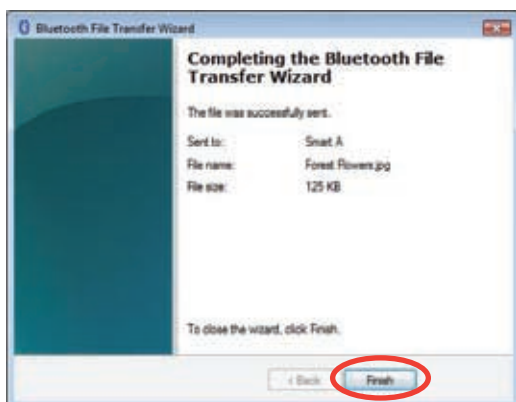 Bluetooth File Transfer Wizard
Completing the Bluetooth File
Transfer Wizard
The file was successfully sent.
Sent to: Smart A
File name: Forest Flowers.jpg
File size: 125 KB
To close the wizard, click Finish.
< Back Finish